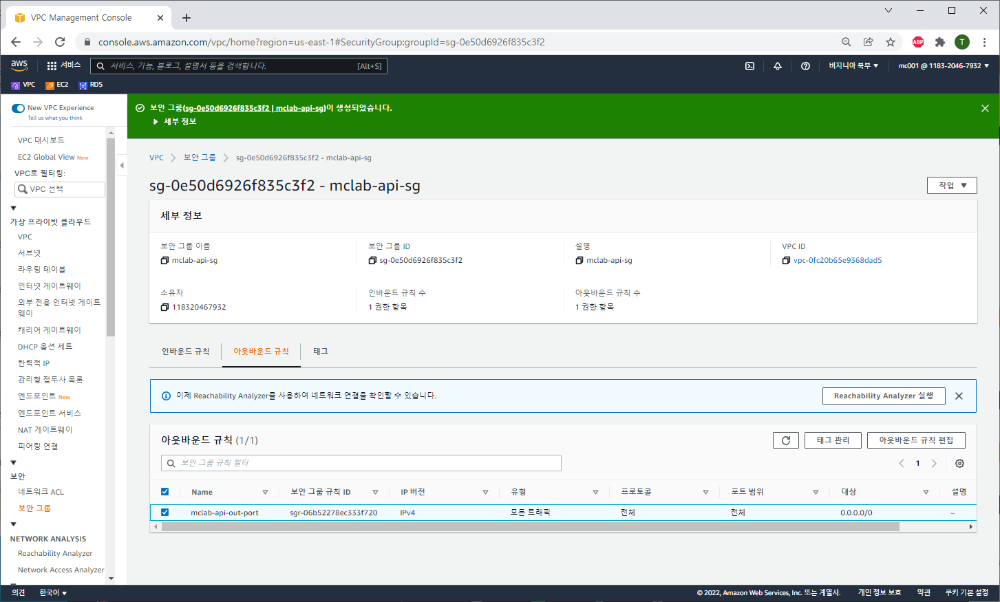 VPC Management Console
console.aws.amazon.com/vpc/home?region=us-east-1#SecurityGroup:groupId=sg-0e50d6926f835c3f2
ABP
T
aws
서비스
서비스, 기능, 블로그, 설명서 등을 검색합니다.
[Alt+S]
버지니아 북부 ▼
mc001 @ 1183-2046-7932 ▼
VPC
EC2
RDS
New VPC Experience
Tell us what you think
VPC 대시보드
EC2 Global View New
VPC로 필터링:
VPC 선택
가상 프라이빗 클라우드
VPC
서브넷
라우팅 테이블
인터넷 게이트웨이
외부 전용 인터넷 게이트
웨이
캐리어 게이트웨이
DHCP 옵션 세트
탄력적 IP
관리형 접두사 목록
엔드포인트 New
엔드포인트 서비스
NAT 게이트웨이
피어링 연결
보안
네트워크 ACL
보안 그룹
NETWORK ANALYSIS
Reachability Analyzer
Network Access Analyzer
보안 그룹(sg-0e50d6926f835c3f2 | mclab-api-sg)이 생성되었습니다.
세부 정보
VPC
보안 그룹
sg-0e50d6926f835c3f2 - mclab-api-sg
sg-0e50d6926f835c3f2 - mclab-api-sg
작업 ▼
세부 정보
보안 그룹 이름
mclab-api-sg
보안 그룹 ID
sg-0e50d6926f835c3f2
설명
mclab-api-sg
VPC ID
vpc-0fc20b65e9368dad5
소유자
118320467932
인바운드 규칙 수
1 권한 항목
아웃바운드 규칙 수
1 권한 항목
인바운드 규칙
아웃바운드 규칙
태그
이제 Reachability Analyzer를 사용하여 네트워크 연결을 확인할 수 있습니다.
Reachability Analyzer 실행
아웃바운드 규칙 (1/1)
태그 관리
아웃바운드 규칙 편집
보안 그룹 규칙 필터
1
Name
보안 그룹 규칙 ID
IP 버전
유형
프로토콜
포트 범위
대상
설명
mclab-api-out-port
sgr-06b52278ec333f720
IPv4
모든 트래픽
전체
전체
0.0.0.0/0
–
의견
한국어 ▼
© 2022, Amazon Web Services, Inc. 또는 계열사.
개인 정보 보호
약관
쿠키 기본 설정